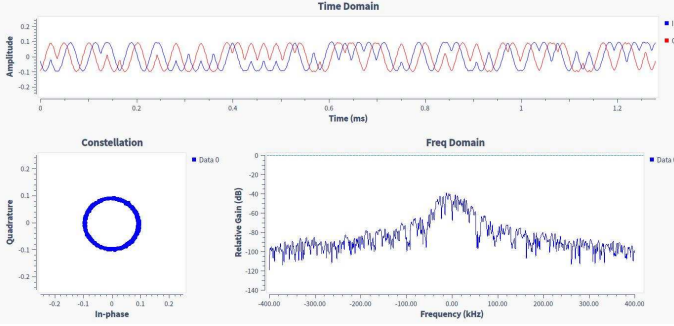 Time Domain
Amplitude
0.2
0.1
0
-0.1
-0.2
0 0.2 0.4 0.6 0.8 1 1.2
Time (ms)
I
Constellation
Data 0
Quadrature
0.2
0.1
0
-0.1
-0.2
-0.2 -0.1 0 0.1 0.2
In-phase
Freq Domain
Data
Relative Gain (dB)
0
-20
-40
-60
-80
-100
-120
-140
-400.00 -300.00 -200.00 -100.00 0.00 100.00 200.00 300.00 400.00
Frequency (kHz)